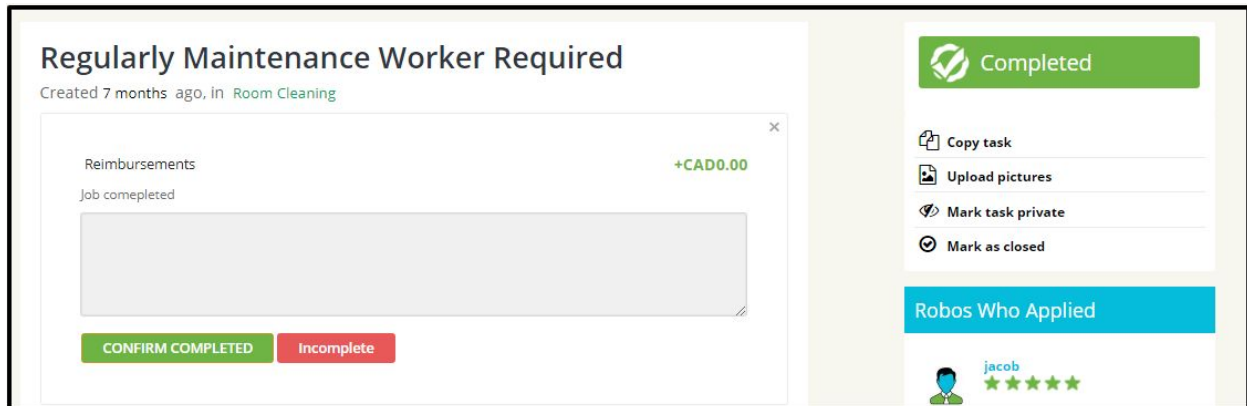 Regularly Maintenance Worker Required
Created 7 months ago, in Room Cleaning
Reimbursements +CAD0.00
Job comepleted
CONFIRM COMPLETED Incomplete
Completed
Copy task
Upload pictures
Mark task private
Mark as closed
Robos Who Applied
jacob